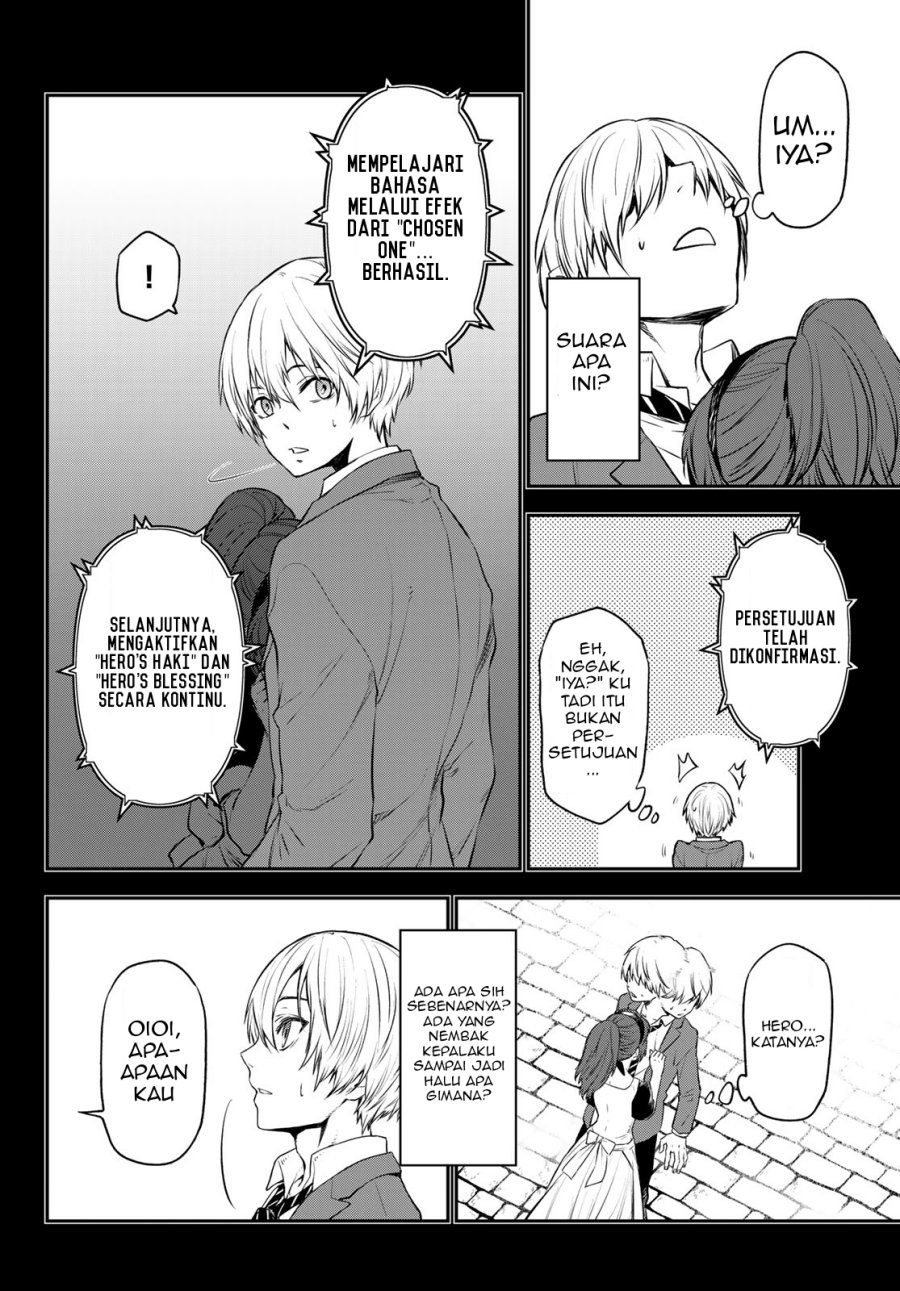 UM...
IYA?
SUARA
APA
INI?
PERSETUJUAN
TELAH
DIKONFIRMASI.
EH,
NGGAK,
"IYA?" KU
TADI ITU
BUKAN
PER-
SETUJUAN
...
MEMPELAJARI
BAHASA
MELALUI EFEK
DARI "CHOSEN
ONE"...
BERHASIL.
!
SELANJUTNYA,
MENGAKTIFKAN
"HERO'S HAKI" DAN
"HERO'S BLESSING"
SECARA KONTINU.
HERO...
KATANYA?
ADA APA SIH
SEBENARNYA?
ADA YANG
NEMBAK
KEPALAKU
SAMPAI JADI
HALU APA
GIMANA?
OIOI,
APA-
APAAN
KAU